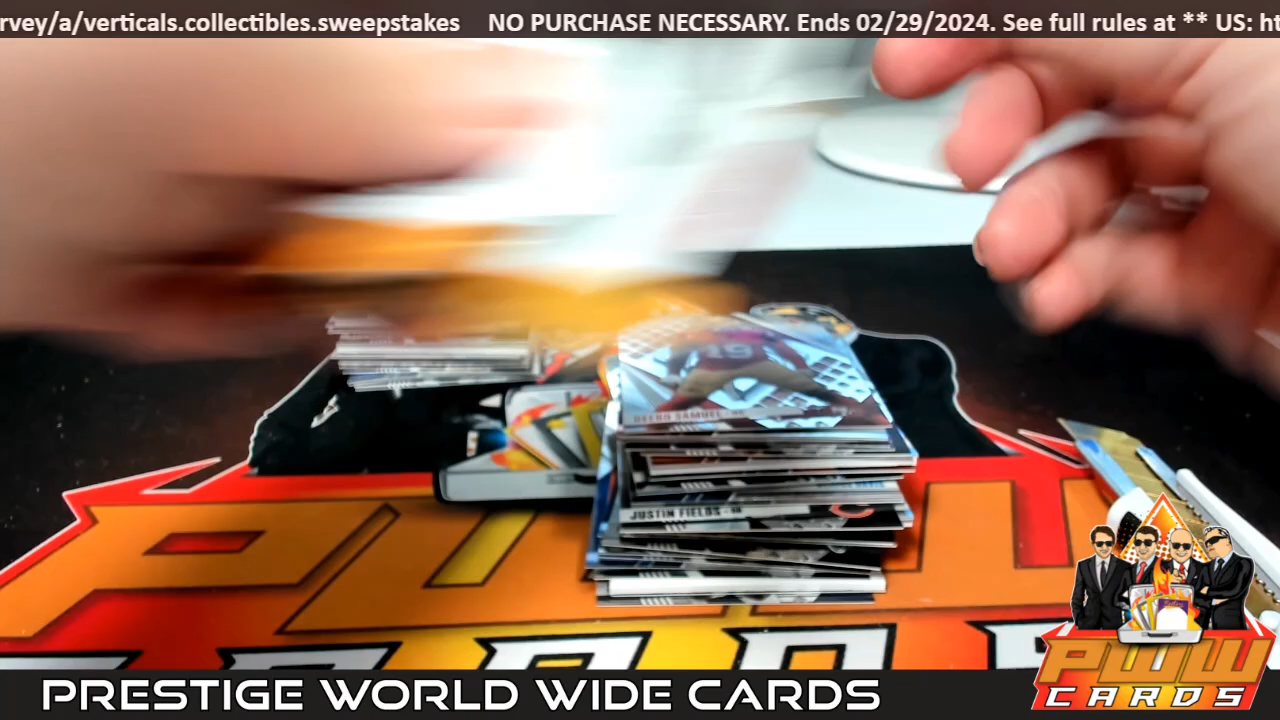 rvey/a/verticals.collectibles.sweepstakes NO PURCHASE NECESSARY. Ends 02/29/2024. See full rules at ** US: ht
19
DEEBO SAMUEL
JUSTIN FIELDS
PWW
CARDS
PRESTIGE WORLD WIDE CARDS